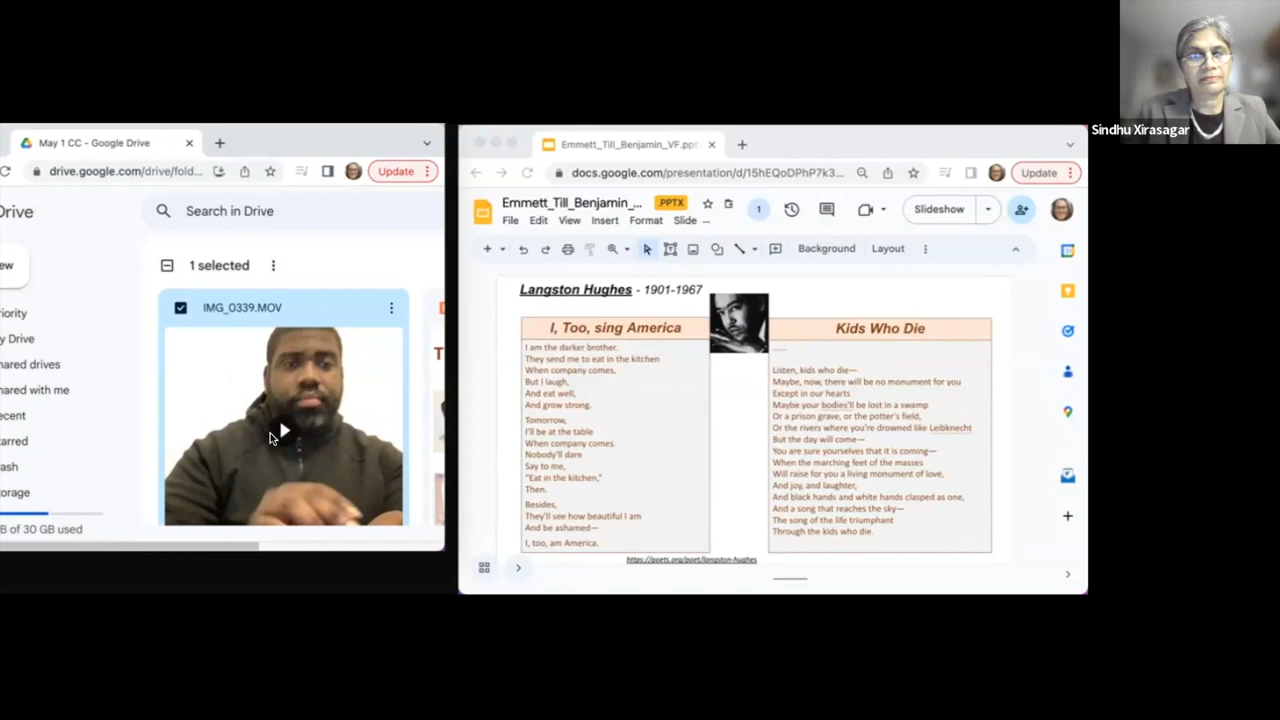 Sindhu Xirasagar
May 1 CC - Google Drive
drive.google.com/drive/fold...
Update
Drive
Search in Drive
ew
1 selected
IMG_0339.MOV
iority
y Drive
hared drives
hared with me
ecent
arred
ash
orage
B of 30 GB used
T
Emmett_Till_Benjamin_VF.ppt
docs.google.com/presentation/d/15hEQoDPhP7k3...
Update
Emmett_Till_Benjamin_...
.PPTX
1
Slideshow
File Edit View Insert Format Slide ...
Background Layout
Langston Hughes - 1901-1967
I, Too, sing America
I am the darker brother.
They send me to eat in the kitchen
When company comes,
But I laugh,
And eat well,
And grow strong.
Tomorrow,
I'll be at the table
When company comes.
Nobody'll dare
Say to me,
"Eat in the kitchen,"
Then.
Besides,
They'll see how beautiful I am
And be ashamed—
I, too, am America.
Kids Who Die
.....
Listen, kids who die—
Maybe, now, there will be no monument for you
Except in our hearts
Maybe your bodies'll be lost in a swamp
Or a prison grave, or the potter's field,
Or the rivers where you're drowned like Leibknecht
But the day will come—
You are sure yourselves that it is coming—
When the marching feet of the masses
Will raise for you a living monument of love,
And joy, and laughter,
And black hands and white hands clasped as one,
And a song that reaches the sky—
The song of the life triumphant
Through the kids who die.
https://poets.org/poet/langston-hughes